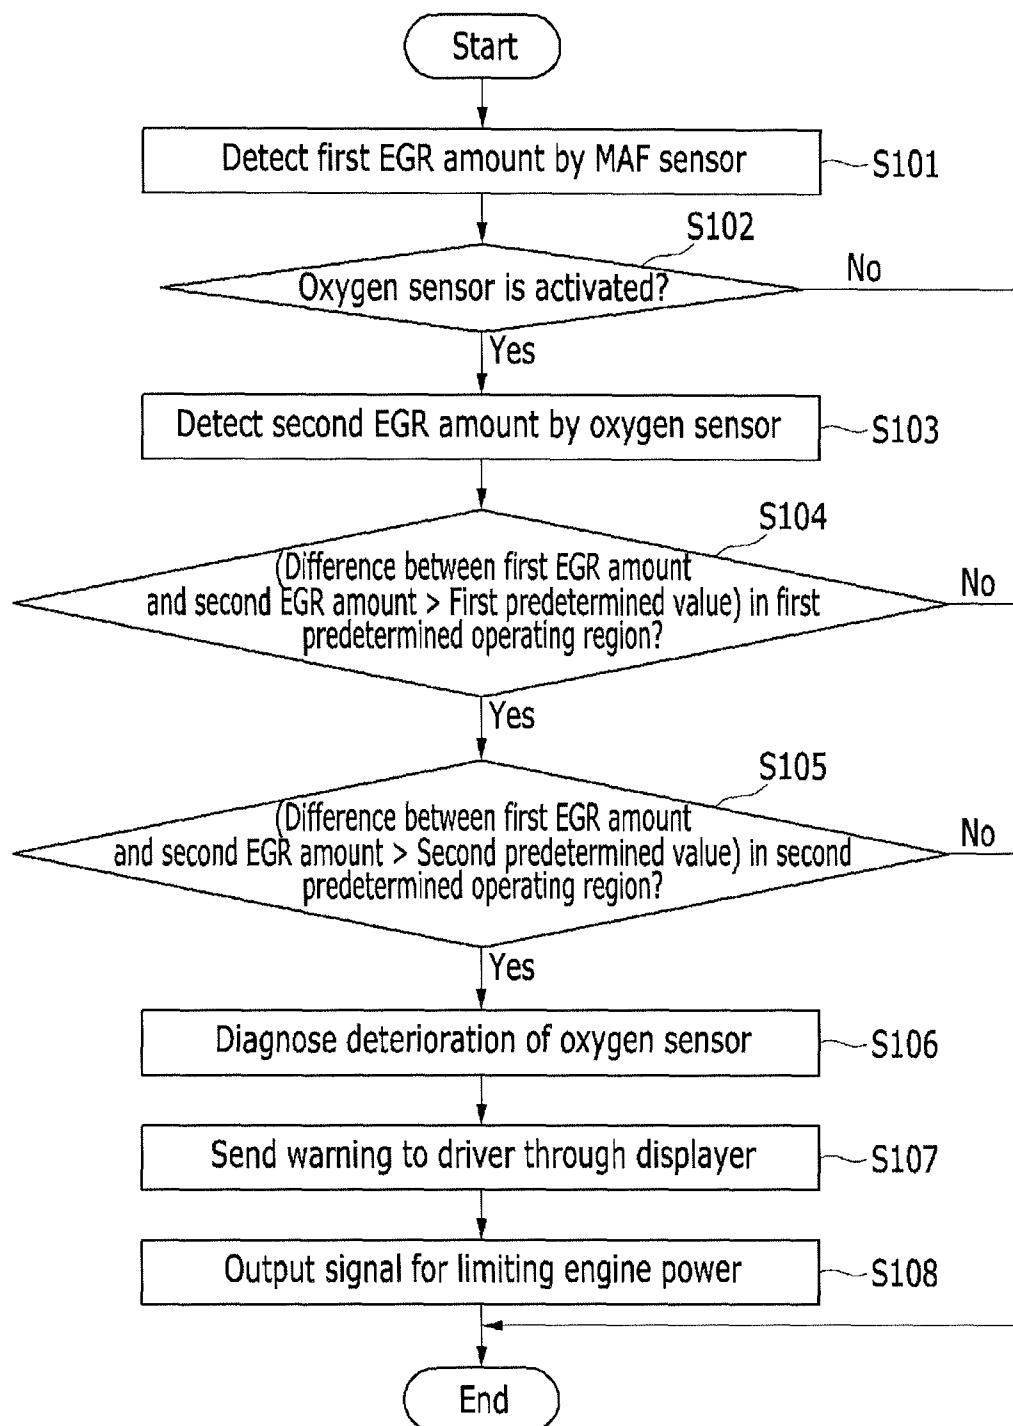 Start
Detect first EGR amount by MAF sensor
S101
S102
Oxygen sensor is activated?
No
Yes
Detect second EGR amount by oxygen sensor
S103
S104
(Difference between first EGR amount
and second EGR amount > First predetermined value) in first
predetermined operating region?
No
Yes
S105
(Difference between first EGR amount
and second EGR amount > Second predetermined value) in second
predetermined operating region?
No
Yes
Diagnose deterioration of oxygen sensor
S106
Send warning to driver through displayer
S107
Output signal for limiting engine power
S108
End